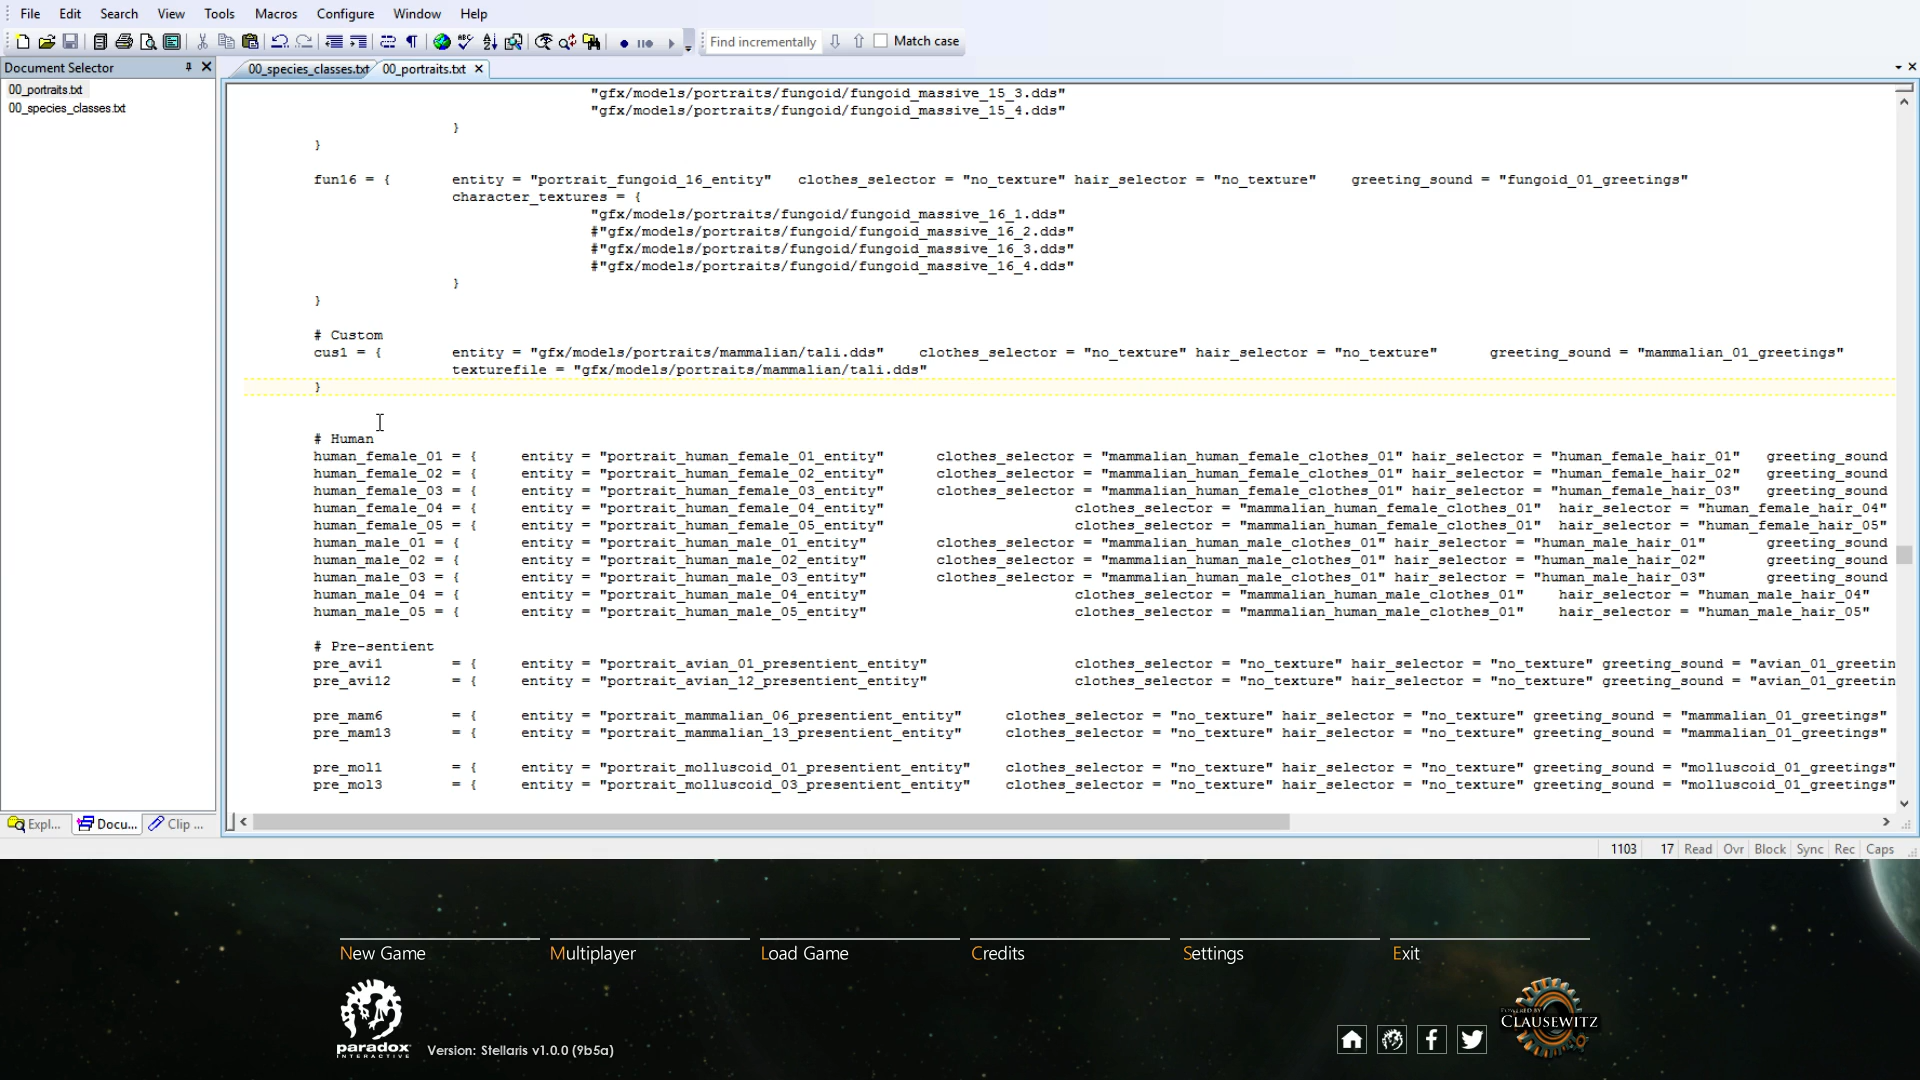 File Edit Search View Tools Macros Configure Window Help
Find incrementally Match case
Document Selector
00_species_classes.txt 00_portraits.txt
00_portraits.txt
00_species_classes.txt
"gfx/models/portraits/fungoid/fungoid_massive_15_3.dds"
"gfx/models/portraits/fungoid/fungoid_massive_15_4.dds"
}
}
fun16 = { entity = "portrait_fungoid_16_entity" clothes_selector = "no_texture" hair_selector = "no_texture" greeting_sound = "fungoid_01_greetings"
character_textures = {
"gfx/models/portraits/fungoid/fungoid_massive_16_1.dds"
#"gfx/models/portraits/fungoid/fungoid_massive_16_2.dds"
#"gfx/models/portraits/fungoid/fungoid_massive_16_3.dds"
#"gfx/models/portraits/fungoid/fungoid_massive_16_4.dds"
}
}
# Custom
cus1 = { entity = "gfx/models/portraits/mammalian/tali.dds" clothes_selector = "no_texture" hair_selector = "no_texture" greeting_sound = "mammalian_01_greetings"
texturefile = "gfx/models/portraits/mammalian/tali.dds"
}
# Human
human_female_01 = { entity = "portrait_human_female_01_entity" clothes_selector = "mammalian_human_female_clothes_01" hair_selector = "human_female_hair_01" greeting_sound
human_female_02 = { entity = "portrait_human_female_02_entity" clothes_selector = "mammalian_human_female_clothes_01" hair_selector = "human_female_hair_02" greeting_sound
human_female_03 = { entity = "portrait_human_female_03_entity" clothes_selector = "mammalian_human_female_clothes_01" hair_selector = "human_female_hair_03" greeting_sound
human_female_04 = { entity = "portrait_human_female_04_entity" clothes_selector = "mammalian_human_female_clothes_01" hair_selector = "human_female_hair_04"
human_female_05 = { entity = "portrait_human_female_05_entity" clothes_selector = "mammalian_human_female_clothes_01" hair_selector = "human_female_hair_05"
human_male_01 = { entity = "portrait_human_male_01_entity" clothes_selector = "mammalian_human_male_clothes_01" hair_selector = "human_male_hair_01" greeting_sound
human_male_02 = { entity = "portrait_human_male_02_entity" clothes_selector = "mammalian_human_male_clothes_01" hair_selector = "human_male_hair_02" greeting_sound
human_male_03 = { entity = "portrait_human_male_03_entity" clothes_selector = "mammalian_human_male_clothes_01" hair_selector = "human_male_hair_03" greeting_sound
human_male_04 = { entity = "portrait_human_male_04_entity" clothes_selector = "mammalian_human_male_clothes_01" hair_selector = "human_male_hair_04"
human_male_05 = { entity = "portrait_human_male_05_entity" clothes_selector = "mammalian_human_male_clothes_01" hair_selector = "human_male_hair_05"
# Pre-sentient
pre_avi1 = { entity = "portrait_avian_01_presentient_entity" clothes_selector = "no_texture" hair_selector = "no_texture" greeting_sound = "avian_01_greetin
pre_avi12 = { entity = "portrait_avian_12_presentient_entity" clothes_selector = "no_texture" hair_selector = "no_texture" greeting_sound = "avian_01_greetin
pre_mam6 = { entity = "portrait_mammalian_06_presentient_entity" clothes_selector = "no_texture" hair_selector = "no_texture" greeting_sound = "mammalian_01_greetings"
pre_mam13 = { entity = "portrait_mammalian_13_presentient_entity" clothes_selector = "no_texture" hair_selector = "no_texture" greeting_sound = "mammalian_01_greetings"
pre_mol1 = { entity = "portrait_molluscoid_01_presentient_entity" clothes_selector = "no_texture" hair_selector = "no_texture" greeting_sound = "molluscoid_01_greetings"
pre_mol3 = { entity = "portrait_molluscoid_03_presentient_entity" clothes_selector = "no_texture" hair_selector = "no_texture" greeting_sound = "molluscoid_01_greetings"
Expl... Docu... Clip ...
1103 17 Read Ovr Block Sync Rec Caps
New Game Multiplayer Load Game Credits Settings Exit
POWERED BY
CLAUSEWITZ
paradox
INTERACTIVE
Version: Stellaris v1.0.0 (9b5a)